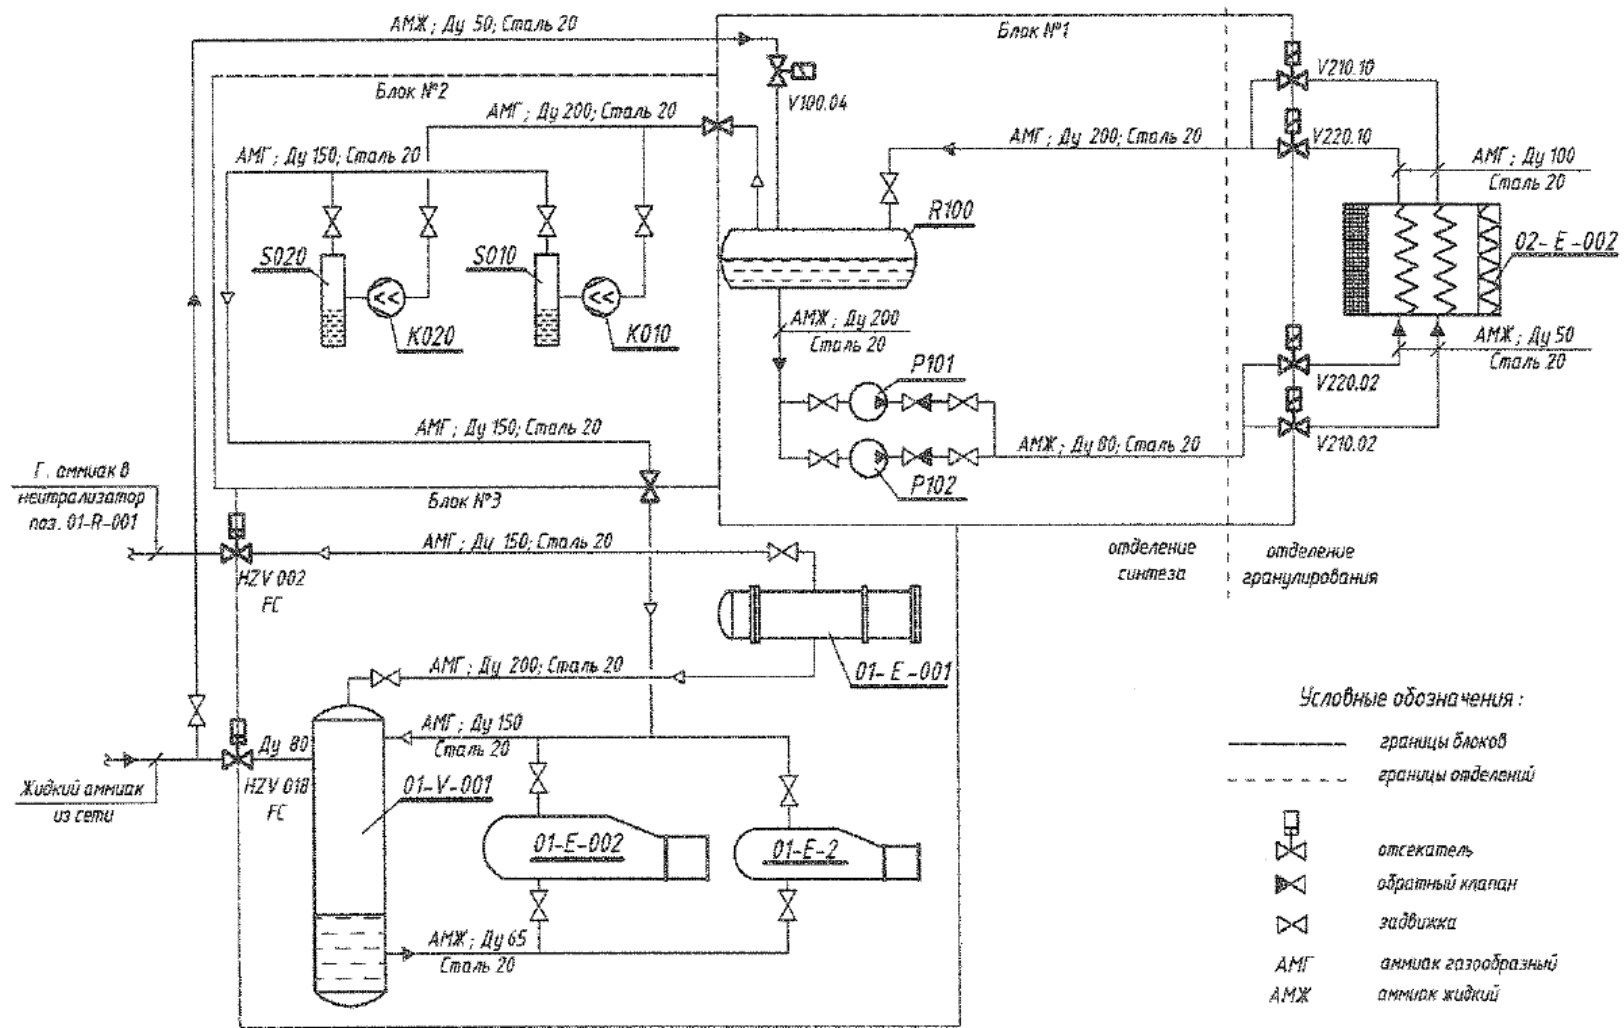 АМЖ; Ду 50; Сталь 20
Блок №1
Блок №2
V100.04
V210.10
АМГ; Ду 200; Сталь 20
АМГ; Ду 200; Сталь 20
V220.10
АМГ; Ду 150; Сталь 20
АМГ; Ду 100
Сталь 20
R100
02-E-002
S020
S010
K020
K010
АМЖ; Ду 200
Сталь 20
АМЖ; Ду 50
Сталь 20
P101
V220.02
АМГ; Ду 150; Сталь 20
АМЖ; Ду 80; Сталь 20
V210.02
P102
Г. аммиак в
нейтрализатор
поз. 01-R-001
Блок №3
АМГ; Ду 150; Сталь 20
HZV 002
FC
отделение
синтеза
отделение
гранулирования
01-E-001
АМГ; Ду 200; Сталь 20
АМГ; Ду 150
Сталь 20
Ду 80
HZV 018
FC
Жидкий аммиак
из сети
01-V-001
01-E-002
01-E-2
АМЖ; Ду 65
Сталь 20
Условные обозначения:
границы блоков
границы отделений
отсекатель
обратный клапан
задвижка
АМГ аммиак газообразный
АМЖ аммиак жидкий